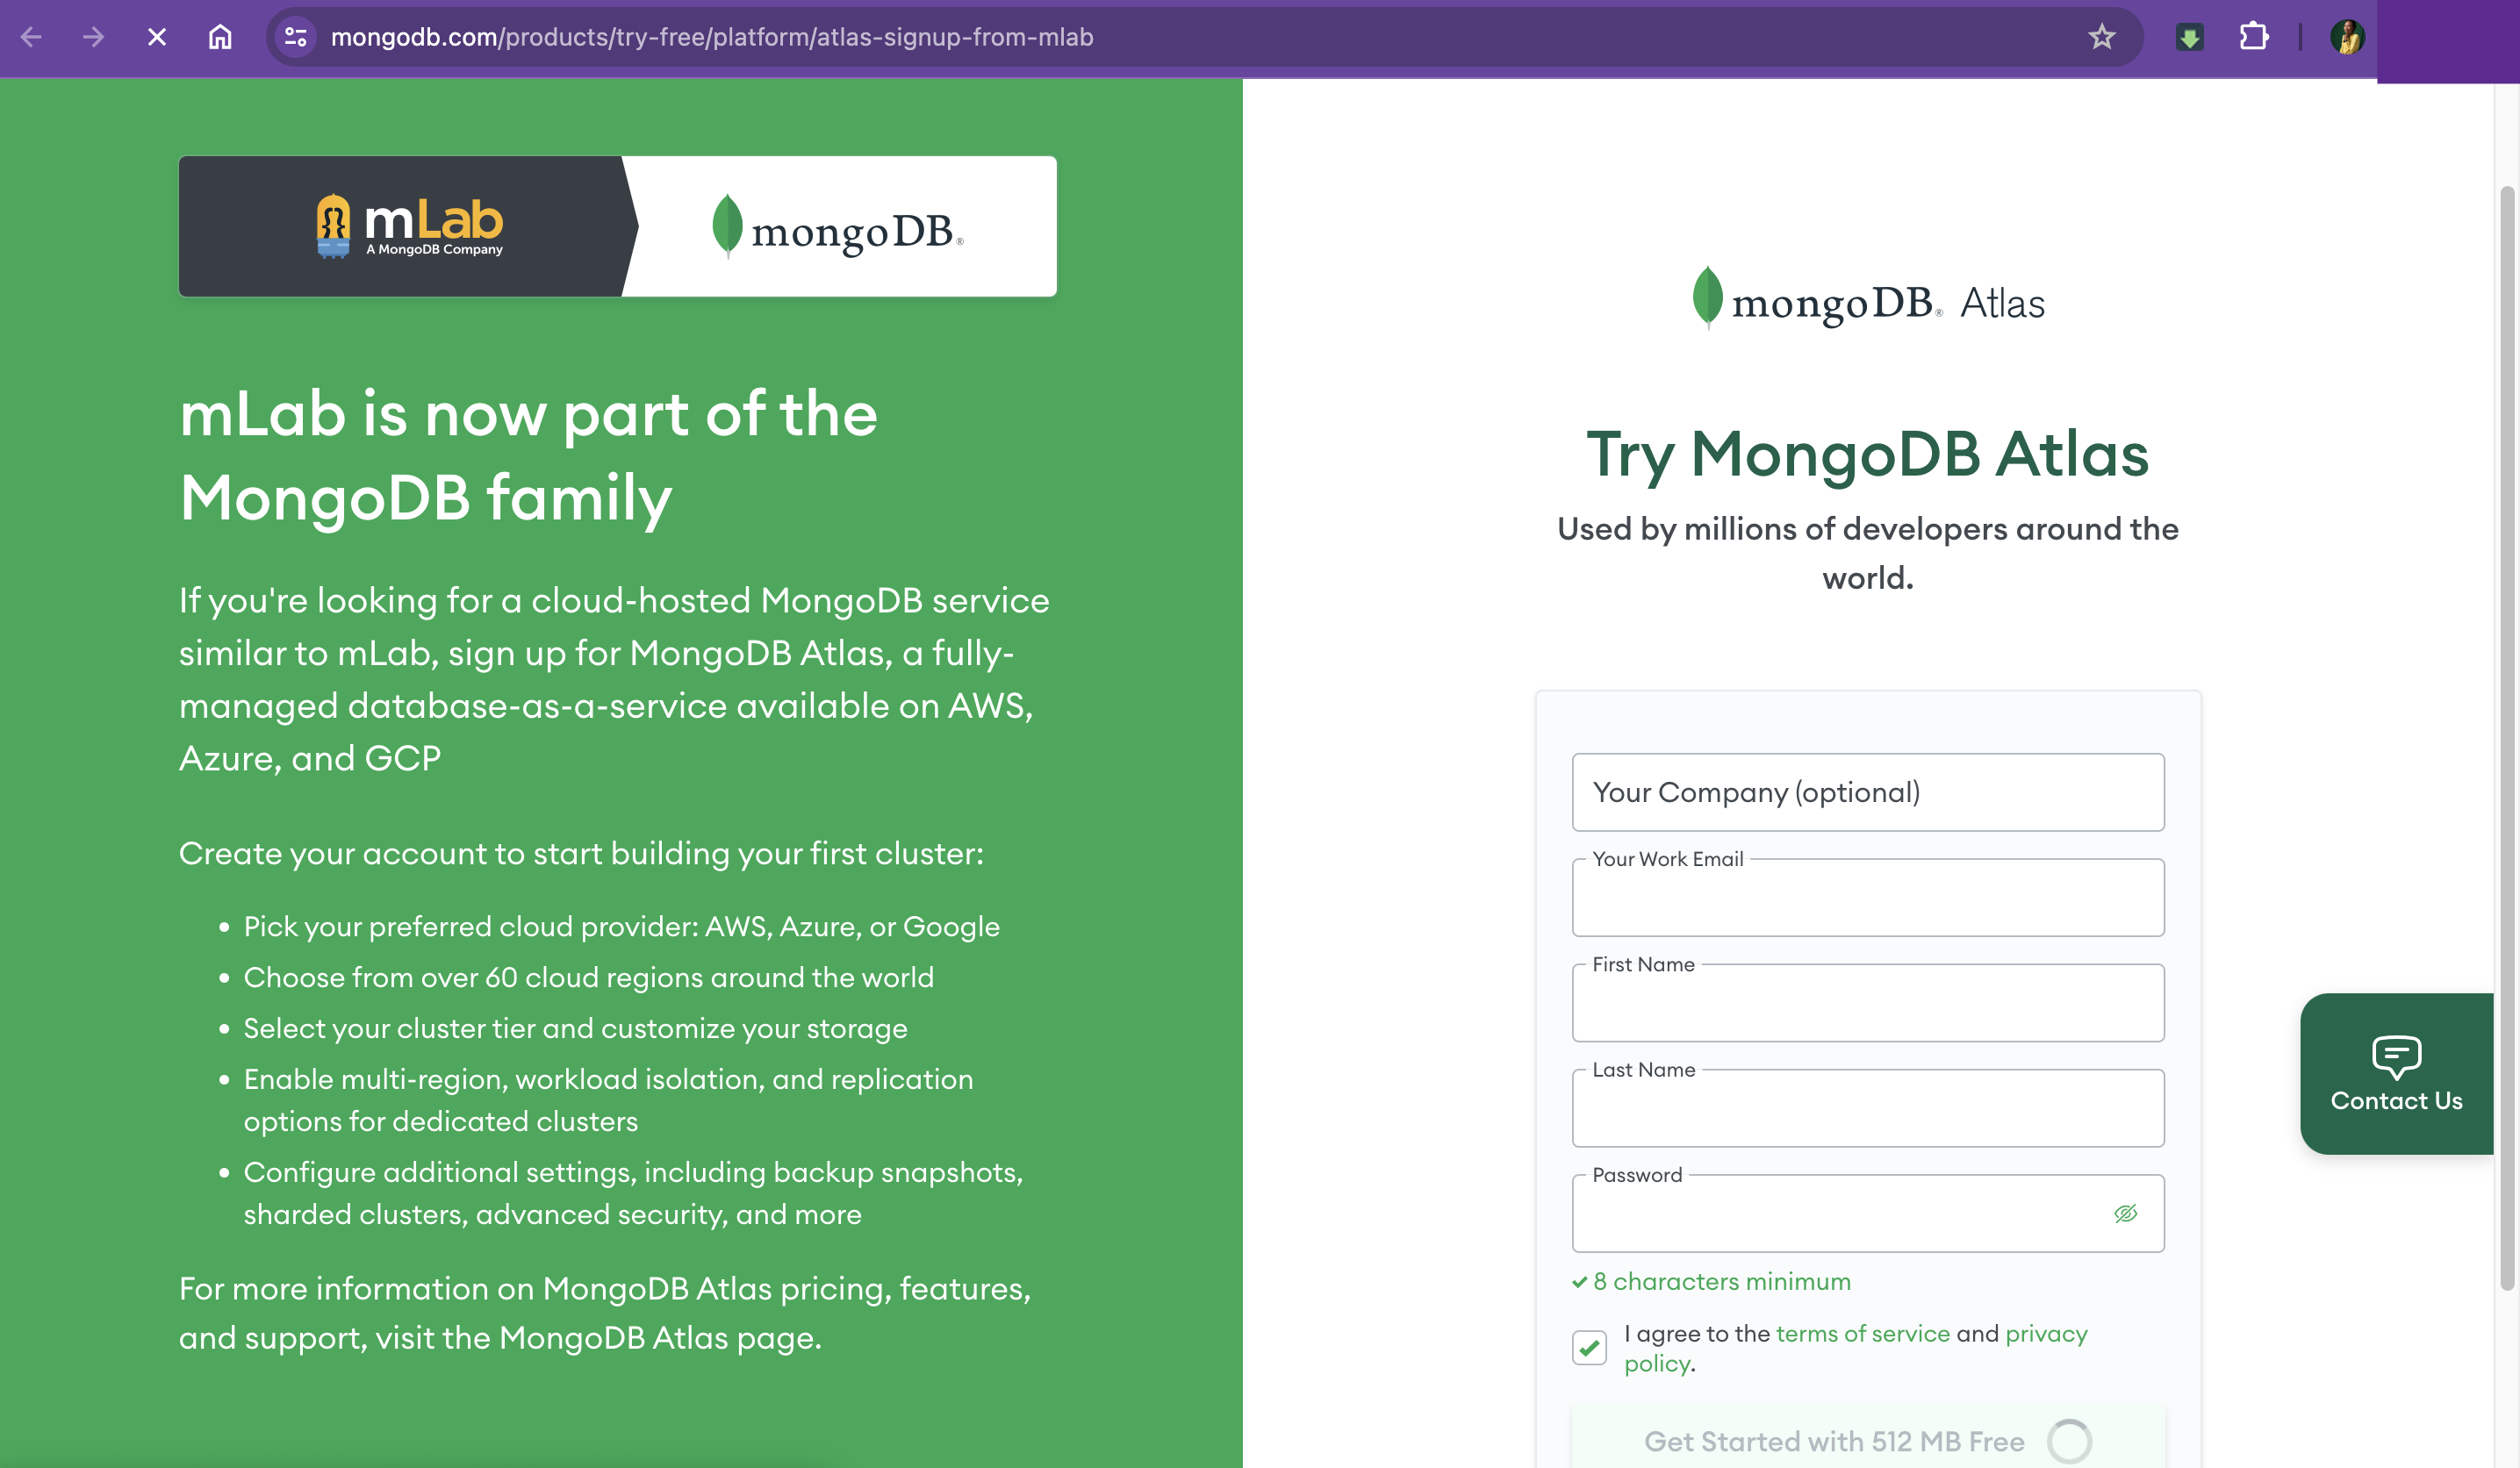 mongodb.com/products/try-free/platform/atlas-signup-from-mlab
mLab
A MongoDB Company
mongoDB®
mLab is now part of the
MongoDB family
If you're looking for a cloud-hosted MongoDB service
similar to mLab, sign up for MongoDB Atlas, a fully-
managed database-as-a-service available on AWS,
Azure, and GCP
Create your account to start building your first cluster:
Pick your preferred cloud provider: AWS, Azure, or Google
Choose from over 60 cloud regions around the world
Select your cluster tier and customize your storage
Enable multi-region, workload isolation, and replication
options for dedicated clusters
Configure additional settings, including backup snapshots,
sharded clusters, advanced security, and more
For more information on MongoDB Atlas pricing, features,
and support, visit the MongoDB Atlas page.
mongoDB® Atlas
Try MongoDB Atlas
Used by millions of developers around the
world.
Your Company (optional)
Your Work Email
First Name
Last Name
Password
8 characters minimum
I agree to the terms of service and privacy
policy.
Get Started with 512 MB Free
Contact Us